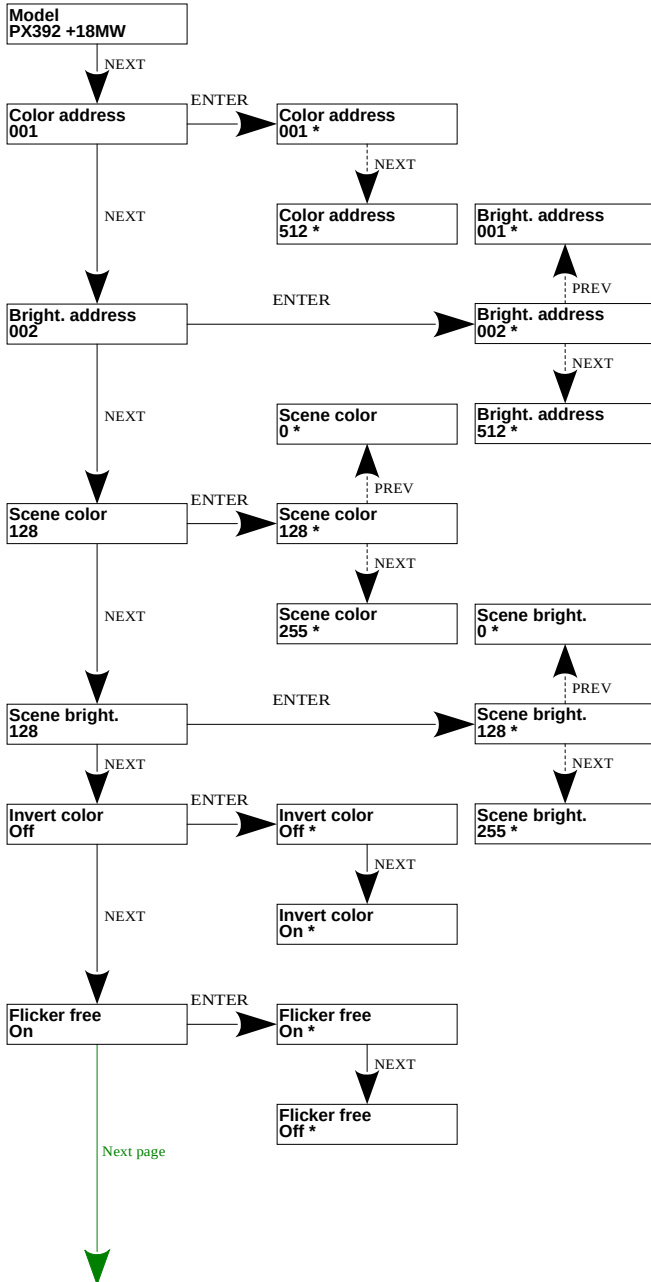 Model
PX392 +18MW
NEXT
Color address
001
ENTER
Color address
001 *
NEXT
Color address
512 *
NEXT
Bright. address
001 *
PREV
Bright. address
002
ENTER
Bright. address
002 *
NEXT
Bright. address
512 *
NEXT
Scene color
0 *
PREV
Scene color
128
ENTER
Scene color
128 *
NEXT
Scene color
255 *
NEXT
Scene bright.
0 *
PREV
Scene bright.
128
ENTER
Scene bright.
128 *
NEXT
Scene bright.
255 *
NEXT
Invert color
Off
ENTER
Invert color
Off *
NEXT
Invert color
On *
NEXT
Flicker free
On
ENTER
Flicker free
On *
NEXT
Flicker free
Off *
Next page